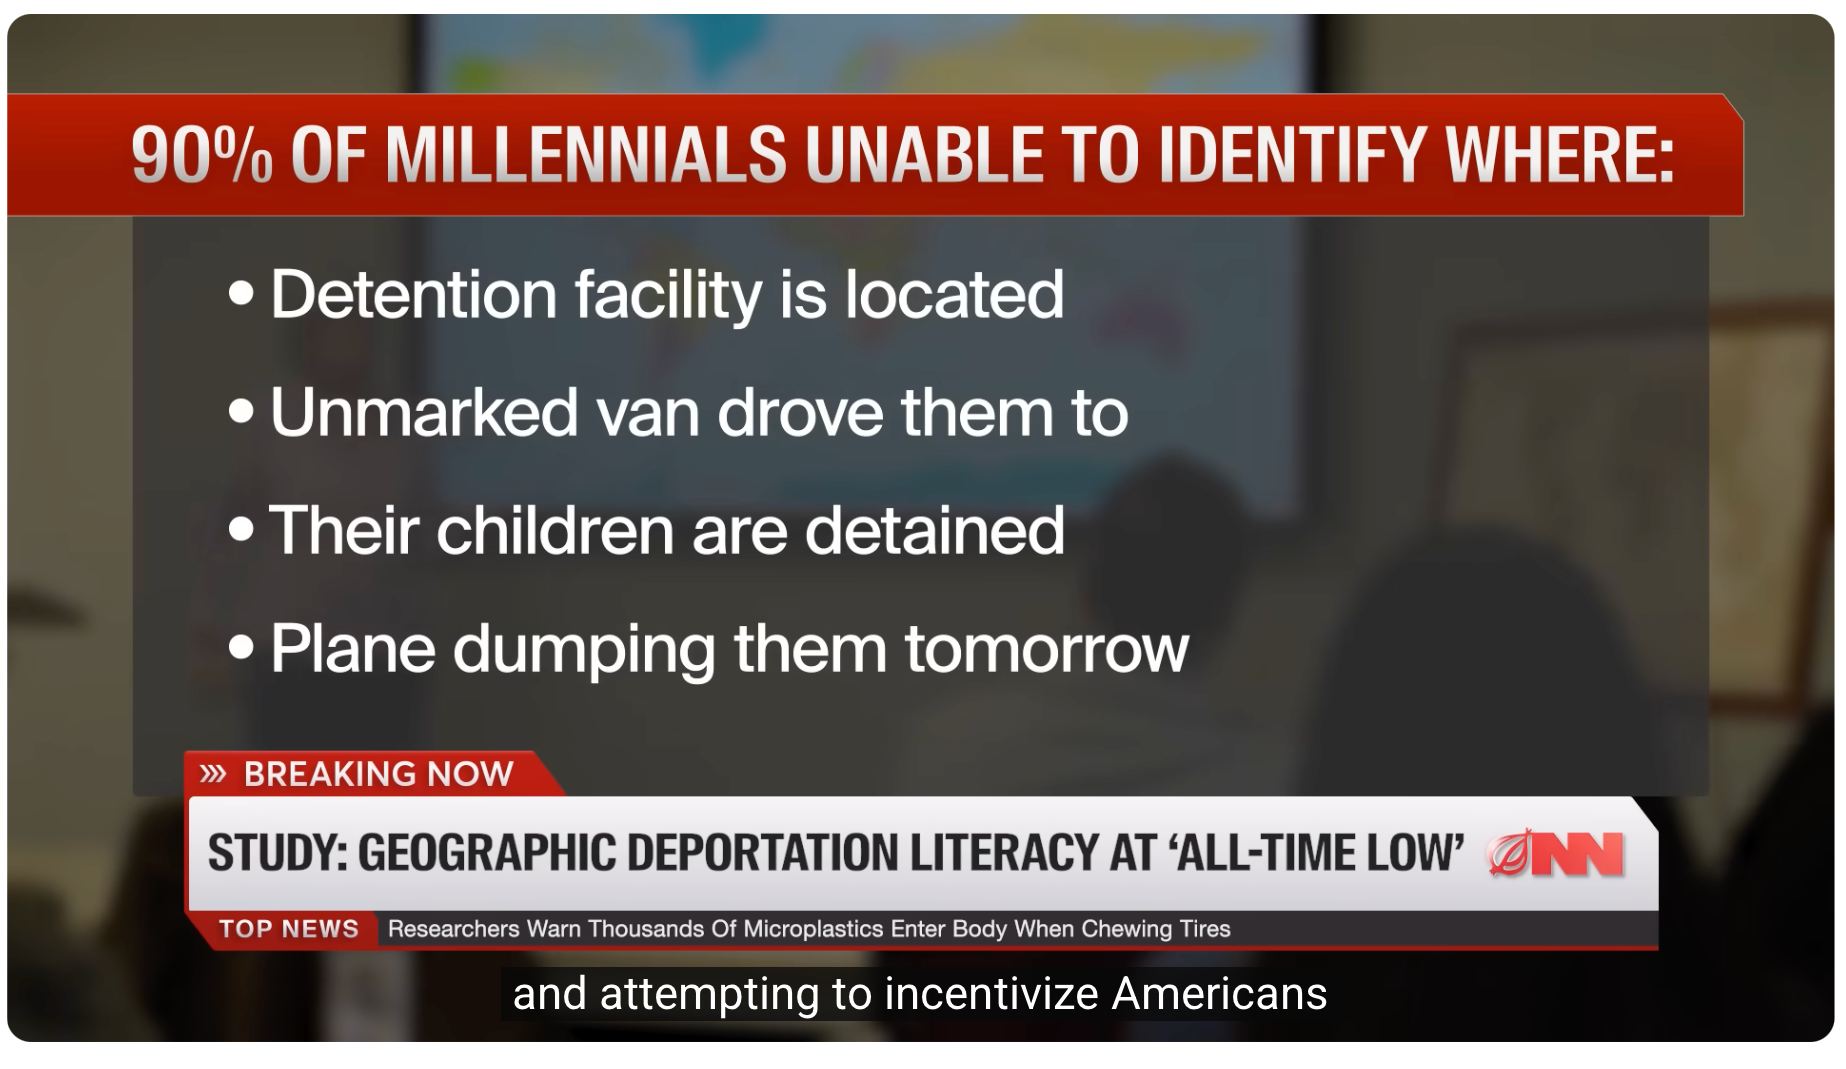 90% OF MILLENNIALS UNABLE TO IDENTIFY WHERE:
• Detention facility is located
• Unmarked van drove them to
• Their children are detained
• Plane dumping them tomorrow
››› BREAKING NOW
STUDY: GEOGRAPHIC DEPORTATION LITERACY AT ‘ALL-TIME LOW’ ONN
TOP NEWS Researchers Warn Thousands Of Microplastics Enter Body When Chewing Tires
and attempting to incentivize Americans